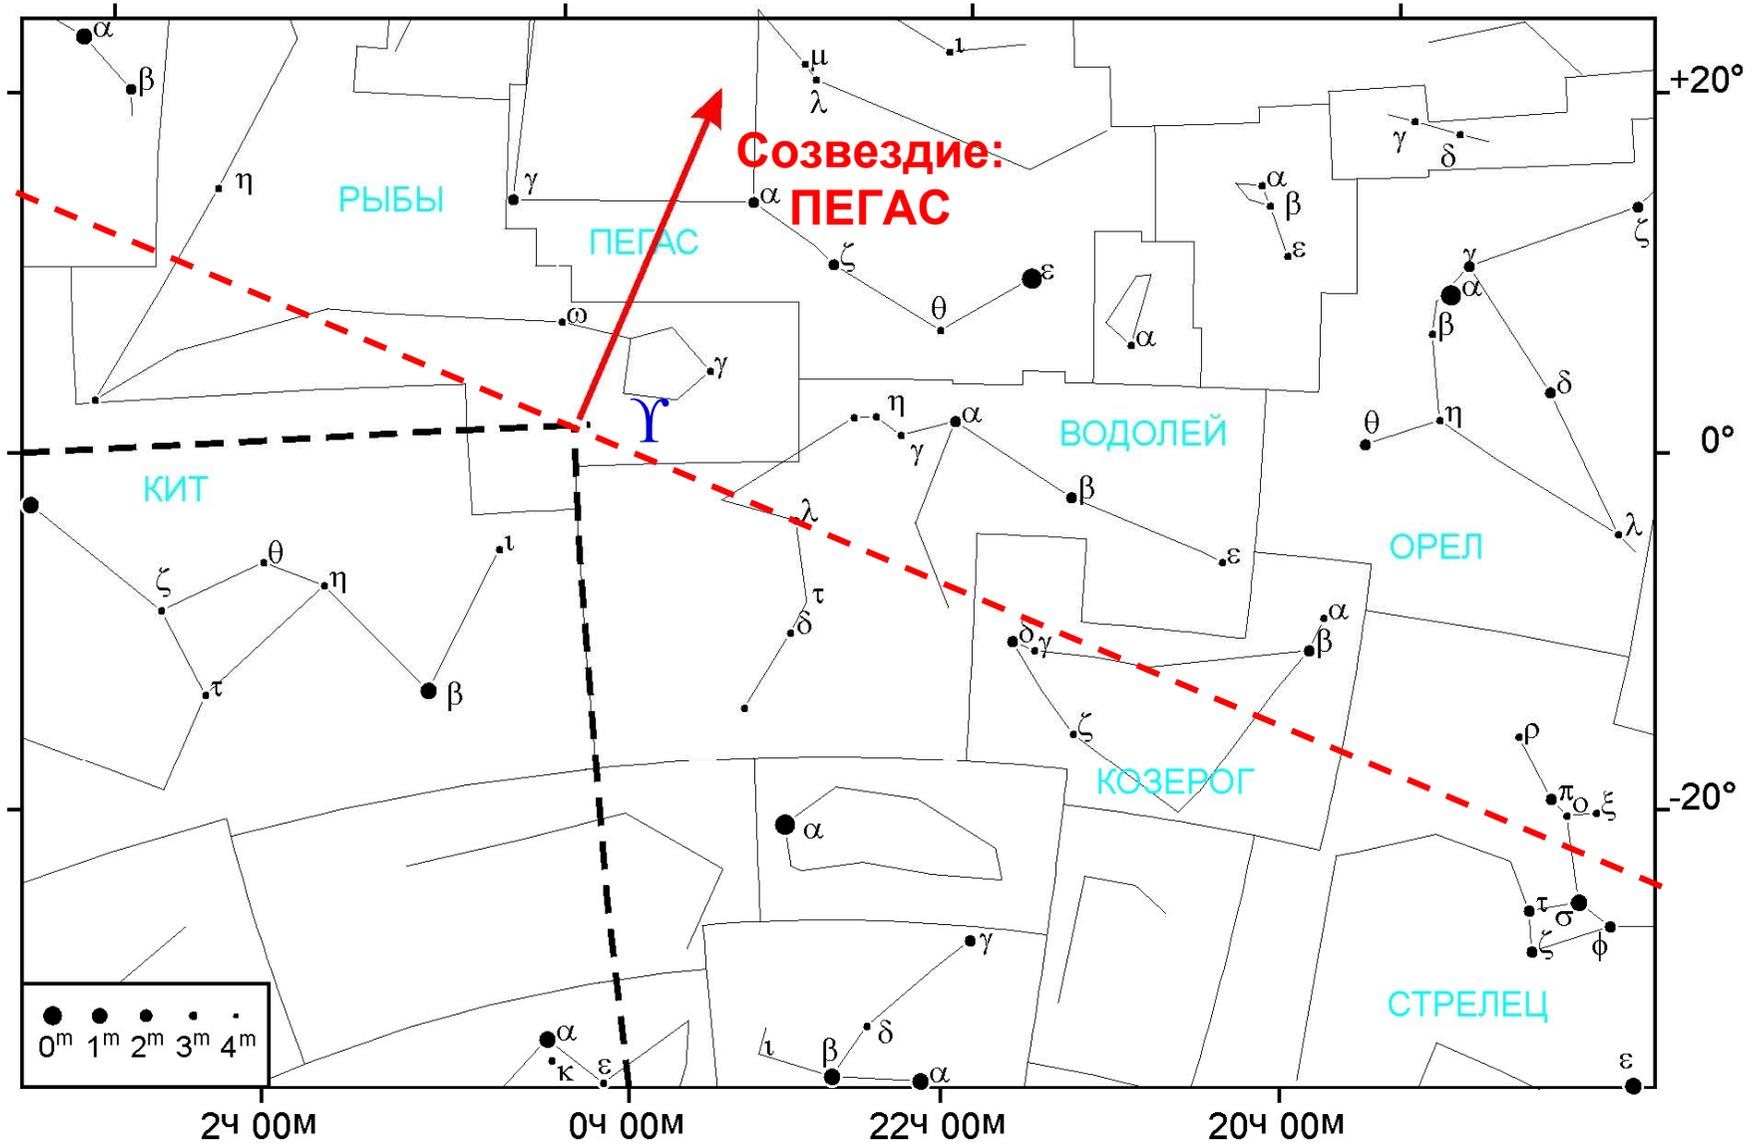 α
β
η
РЫБЫ
γ
ПЕГАС
ω
γ
ϒ
μ
λ
ι
Созвездие:
ПЕГАС
α
ζ
ε
θ
α
β
ε
α
γ
δ
ζ
γ
α
β
δ
θ
η
λ
+20°
0°
-20°
η
α
γ
ВОДОЛЕЙ
β
ε
λ
τ
δ
КИТ
ζ
θ
η
ι
τ
β
ОРЕЛ
δ
γ
α
β
ζ
КОЗЕРОГ
ρ
π
ο
ξ
τ
σ
ζ
φ
СТРЕЛЕЦ
ε
α
γ
δ
ι
β
α
α
κ
ε
0m 1m 2m 3m 4m
2Ч 00М 0Ч 00М 22Ч 00М 20Ч 00М